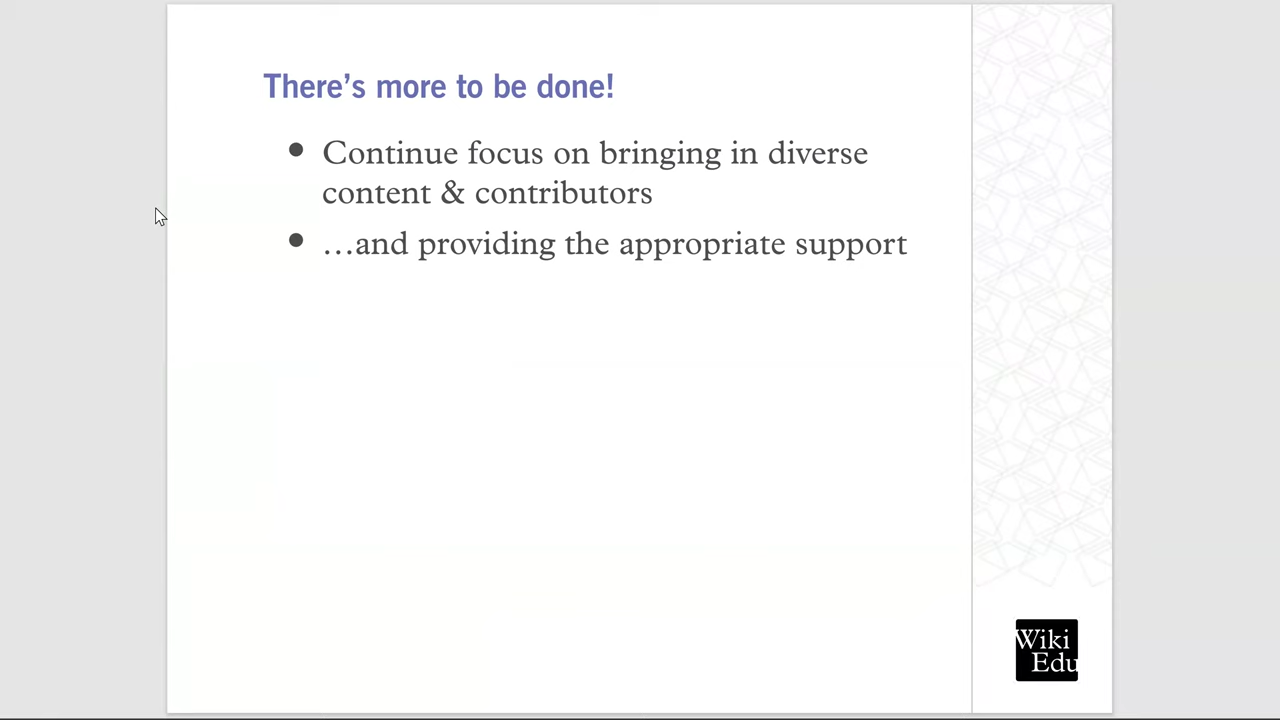 There's more to be done!
● Continue focus on bringing in diverse
content & contributors
● …and providing the appropriate support
Wiki
Edu